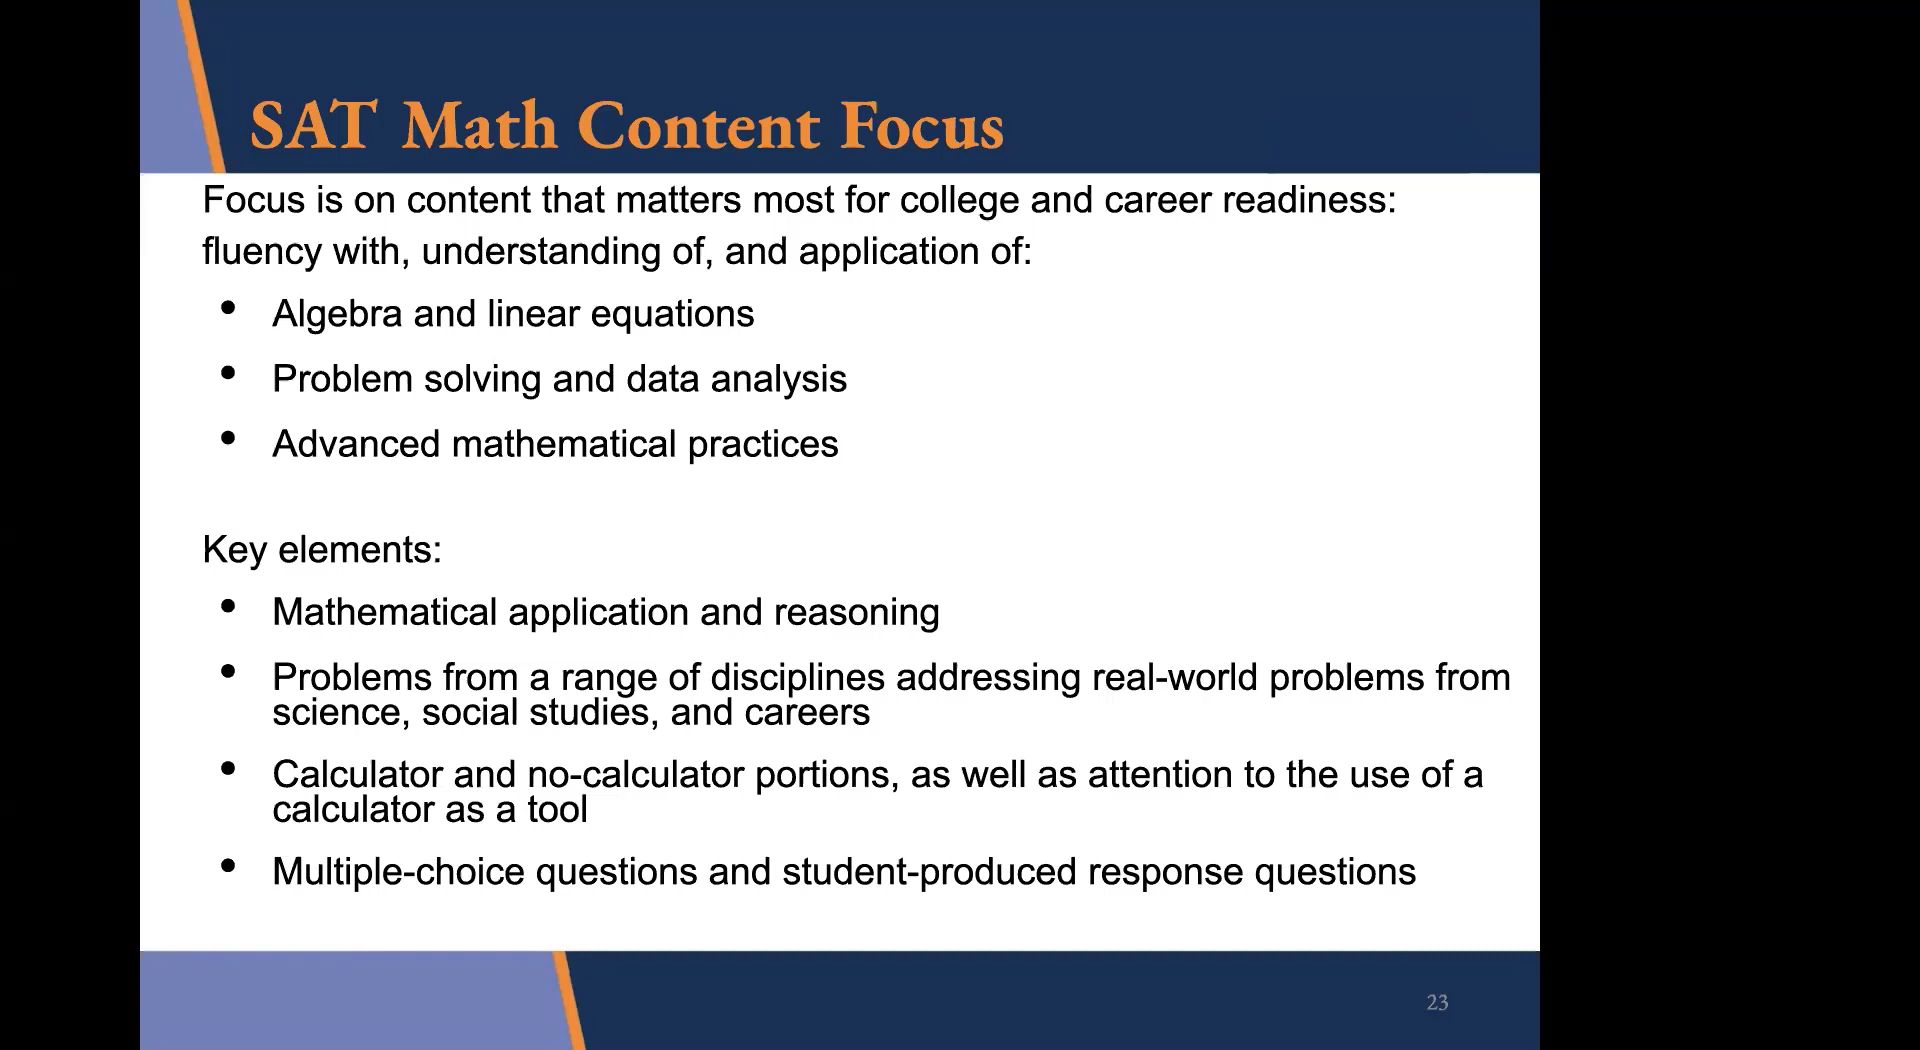 SAT Math Content Focus
Focus is on content that matters most for college and career readiness:
fluency with, understanding of, and application of:
• Algebra and linear equations
• Problem solving and data analysis
• Advanced mathematical practices
Key elements:
• Mathematical application and reasoning
• Problems from a range of disciplines addressing real-world problems from
science, social studies, and careers
• Calculator and no-calculator portions, as well as attention to the use of a
calculator as a tool
• Multiple-choice questions and student-produced response questions
23